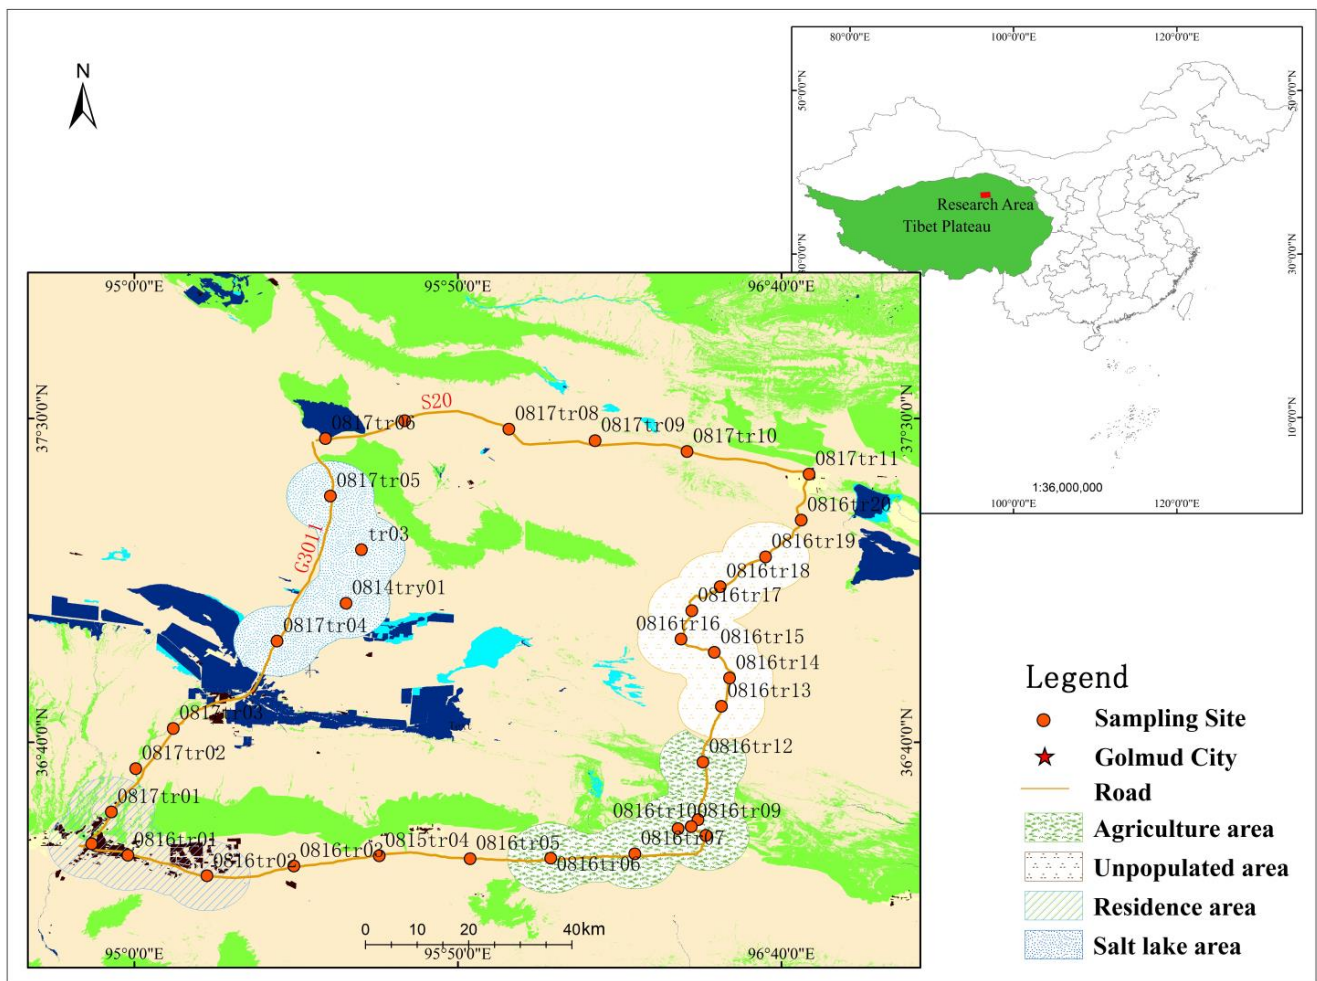 N
80°0'0"E
100°0'0"E
120°0'0"E
50°0'0"N
50°0'0"N
Research Area
Tibet Plateau
30°0'0"N
30°0'0"N
10°0'0"N
1:36,000,000
100°0'0"E
120°0'0"E
95°0'0"E
95°50'0"E
96°40'0"E
37°30'0"N
37°30'0"N
S20
0817tr06
0817tr08
0817tr09
0817tr10
0817tr11
0817tr05
0816tr20
G3011
tr03
0816tr19
0816tr18
0814try01
0816tr17
0817tr04
0816tr16
0816tr15
0816tr14
0816tr13
0817tr03
36°40'0"N
36°40'0"N
0816tr12
0817tr02
0817tr01
0816tr10
0816tr09
0816tr01
0816tr02
0816tr03
0815tr04
0816tr05
0816tr06
0816tr07
0
10
20
40km
95°0'0"E
95°50'0"E
96°40'0"E
Legend
Sampling Site
Golmud City
Road
Agriculture area
Unpopulated area
Residence area
Salt lake area